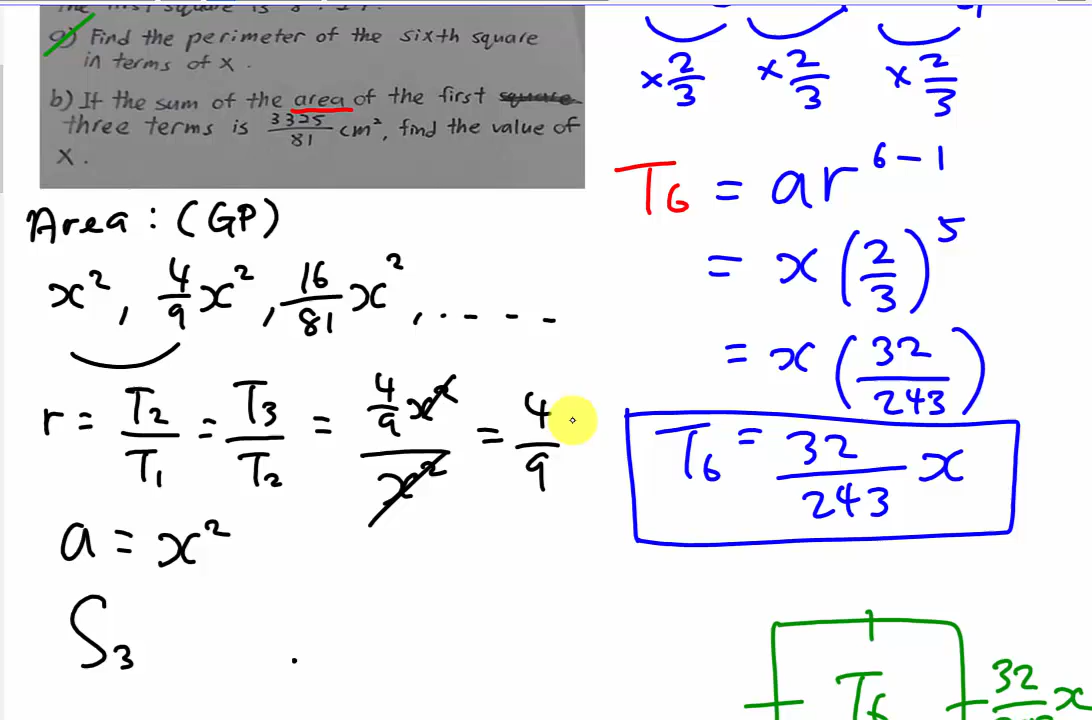 a) Find the perimeter of the sixth square
in terms of x.
b) If the sum of the area of the first square
three terms is 3325/81 cm², find the value of
x.
Area : (GP)
x², 4/9 x², 16/81 x², .....
r = T₂/T₁ = T₃/T₂ = 4/9 x² / x² = 4/9
a = x²
S₃
×2/3 ×2/3 ×2/3
T₆ = ar⁶⁻¹
= x (2/3)⁵
= x (32/243)
T₆ = 32/243 x
T₆ 32 x